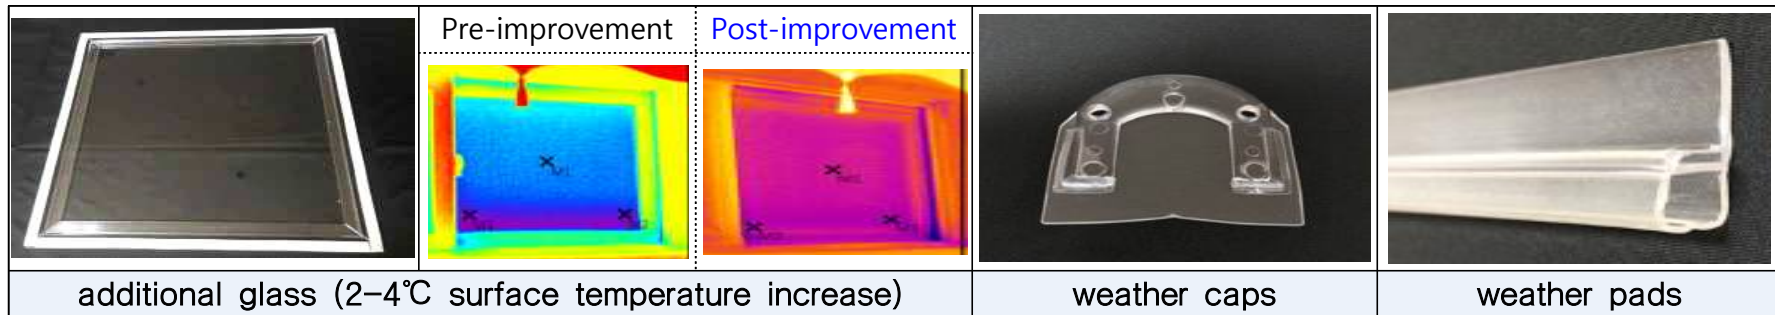 Pre-improvement
Post-improvement
additional glass (2-4℃ surface temperature increase)
weather caps
weather pads